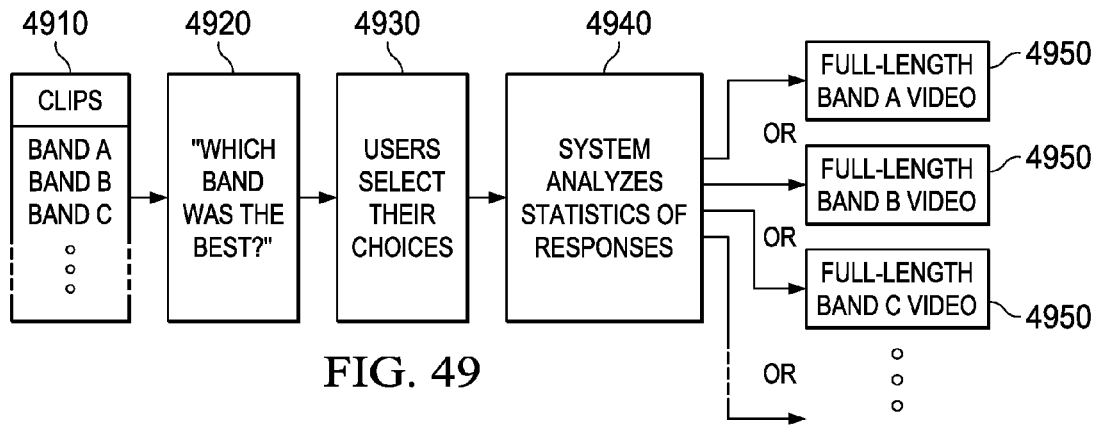 4910
4920
4930
4940
CLIPS
BAND A
BAND B
BAND C
"WHICH
BAND
WAS THE
BEST?"
USERS
SELECT
THEIR
CHOICES
SYSTEM
ANALYZES
STATISTICS OF
RESPONSES
FULL-LENGTH
BAND A VIDEO
4950
OR
FULL-LENGTH
BAND B VIDEO
4950
OR
FULL-LENGTH
BAND C VIDEO
4950
OR
FIG. 49